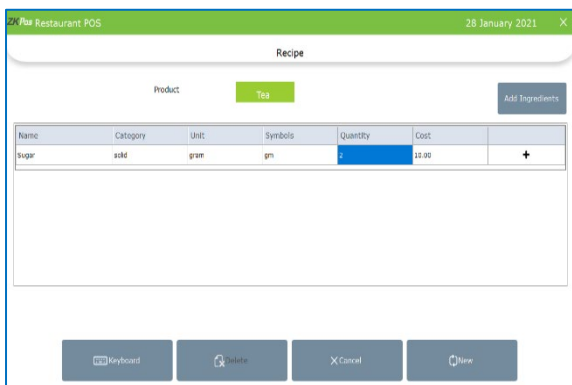 ZKPos Restaurant POS 28 January 2021 X
Recipe
Product Tea Add Ingredients
Name Category Unit Symbols Quantity Cost
Sugar solid gram gm 2 10.00 +
Keyboard Delete Cancel New